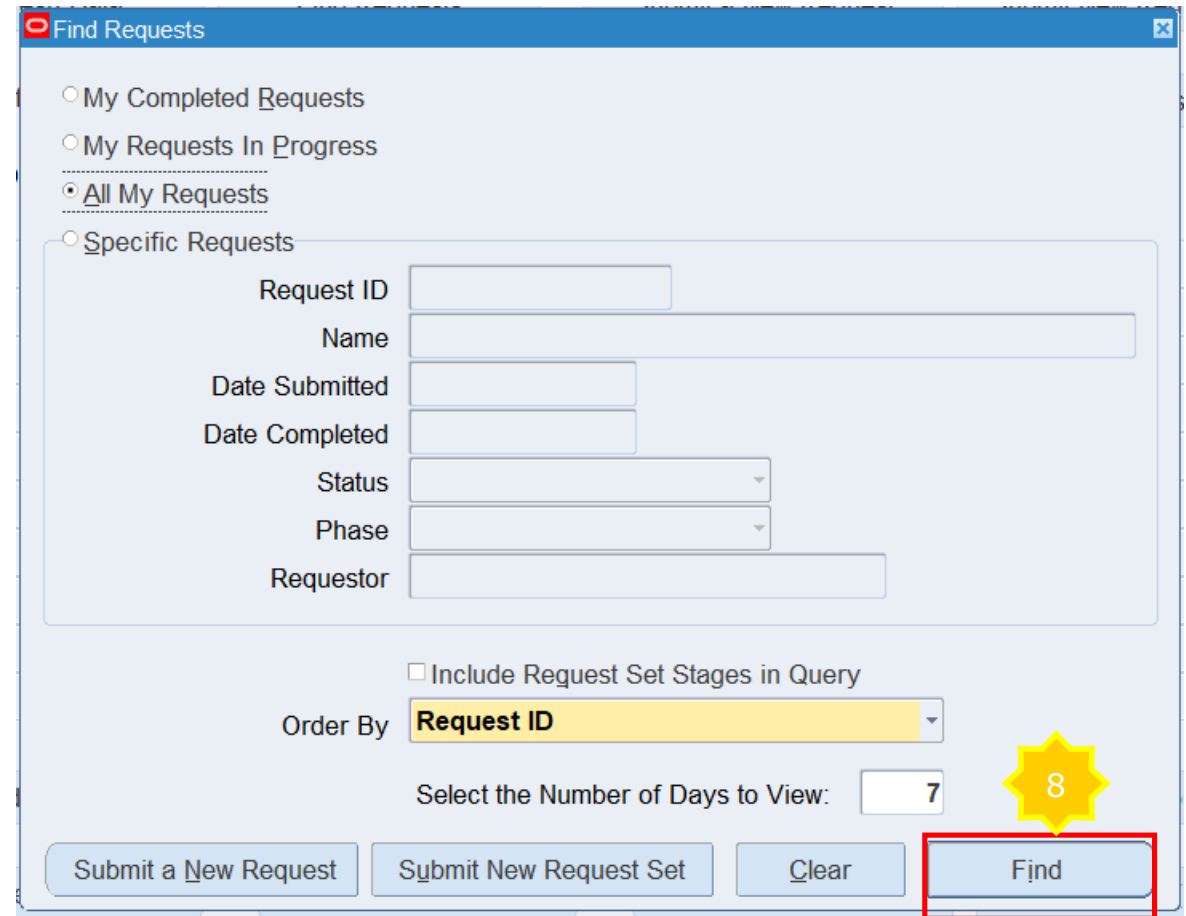 Find Requests
My Completed Requests
My Requests In Progress
All My Requests
Specific Requests
Request ID
Name
Date Submitted
Date Completed
Status
Phase
Requestor
Include Request Set Stages in Query
Order By Request ID
Select the Number of Days to View: 7
8
Submit a New Request Submit New Request Set Clear Find